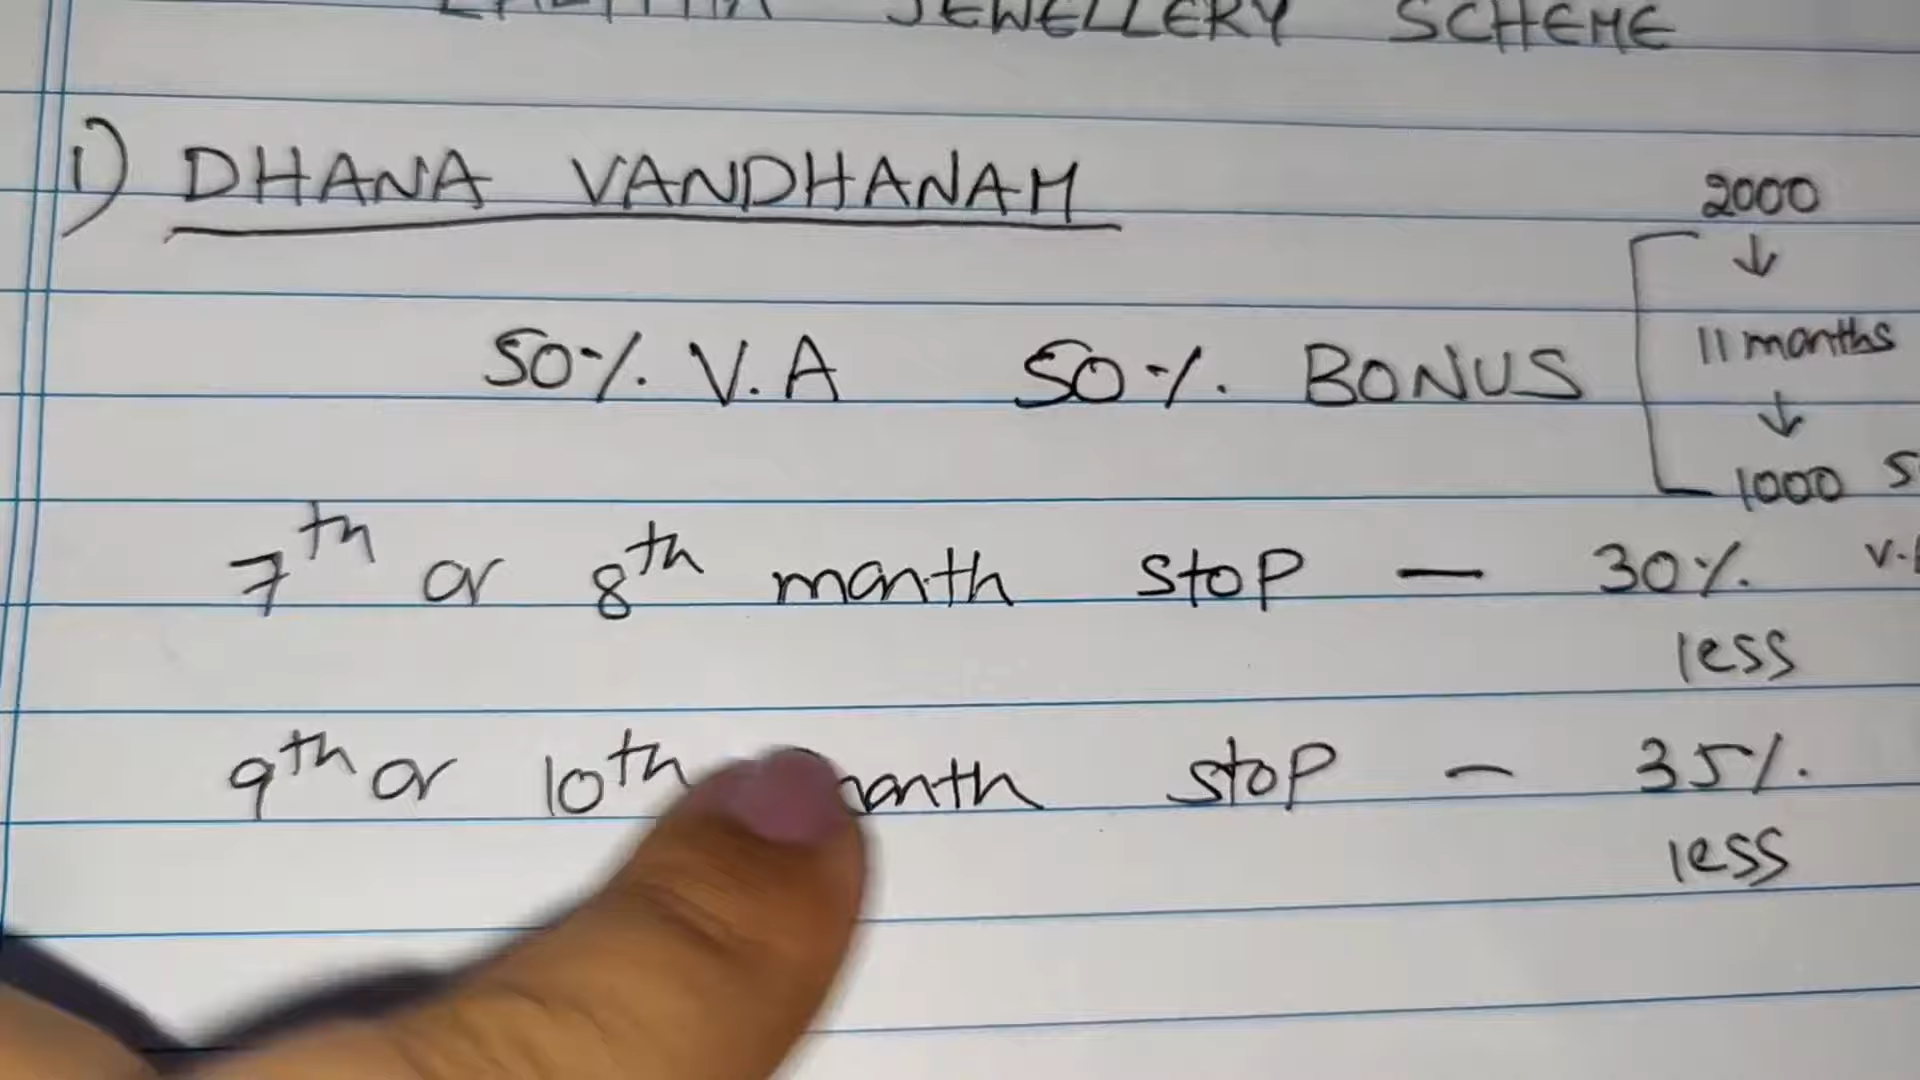 JEWELLERY SCHEME
1) DHANA VANDHANAM
2000
↓
50% V.A 50% BONUS
11 months
↓
1000
7th or 8th month stop — 30%
less
9th or 10th month stop - 35%.
less